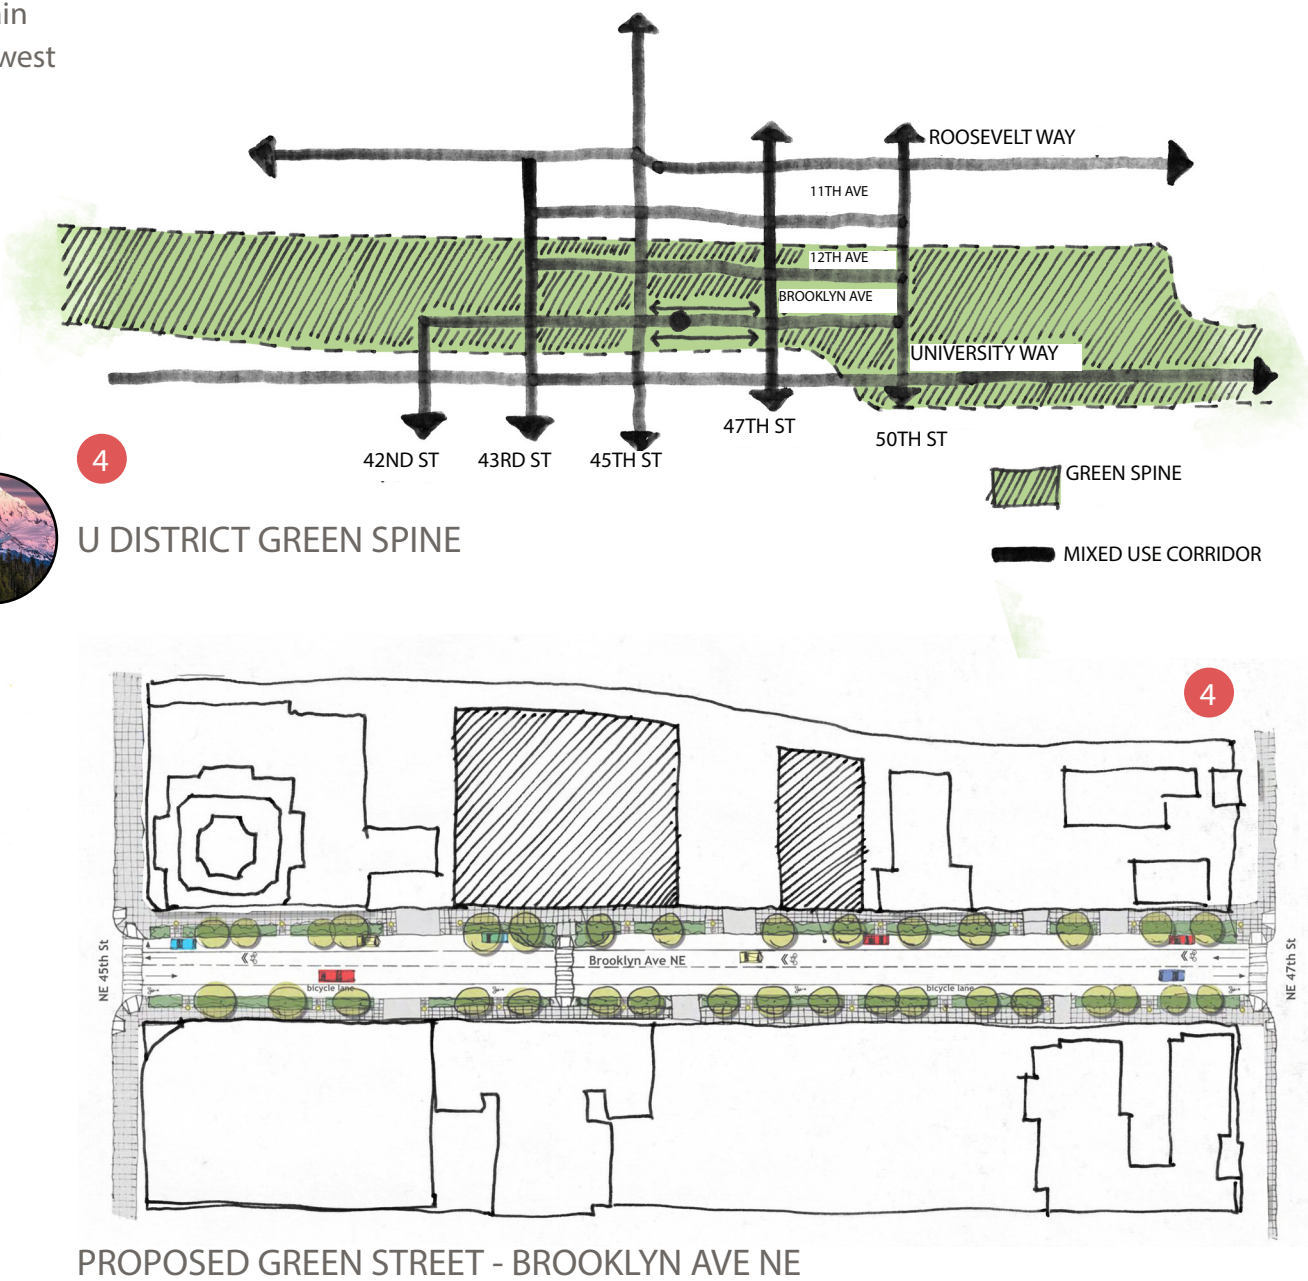 in
west
ROOSEVELT WAY
11TH AVE
12TH AVE
BROOKLYN AVE
UNIVERSITY WAY
47TH ST
50TH ST
42ND ST
43RD ST
45TH ST
4
GREEN SPINE
U DISTRICT GREEN SPINE
MIXED USE CORRIDOR
4
NE 45th St
Brooklyn Ave NE
NE 47th St
bicycle lane
bicycle lane
PROPOSED GREEN STREET - BROOKLYN AVE NE